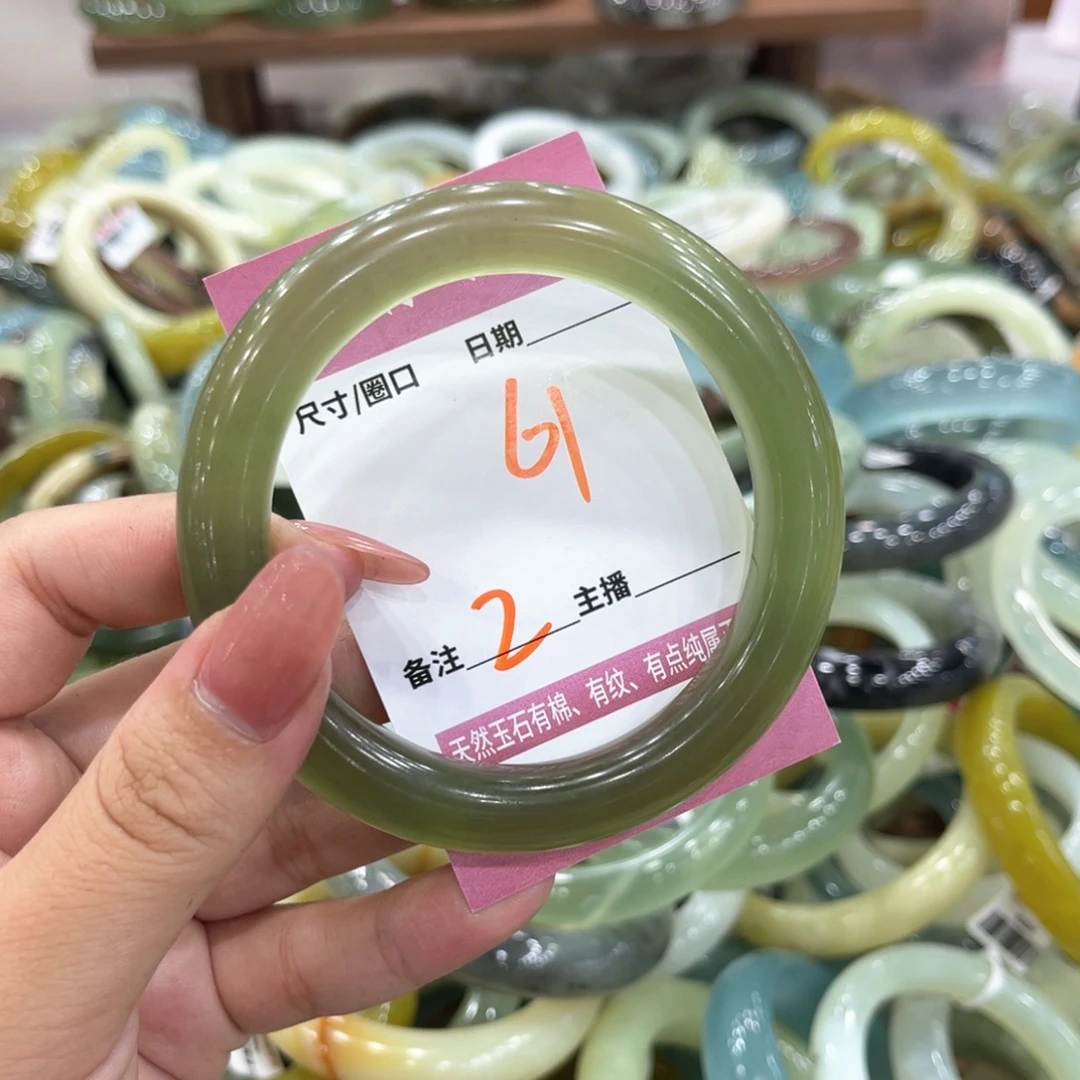 日期
尺寸/圈口
61
主播
备注 2
天然玉石有棉、有纹、有点纯属